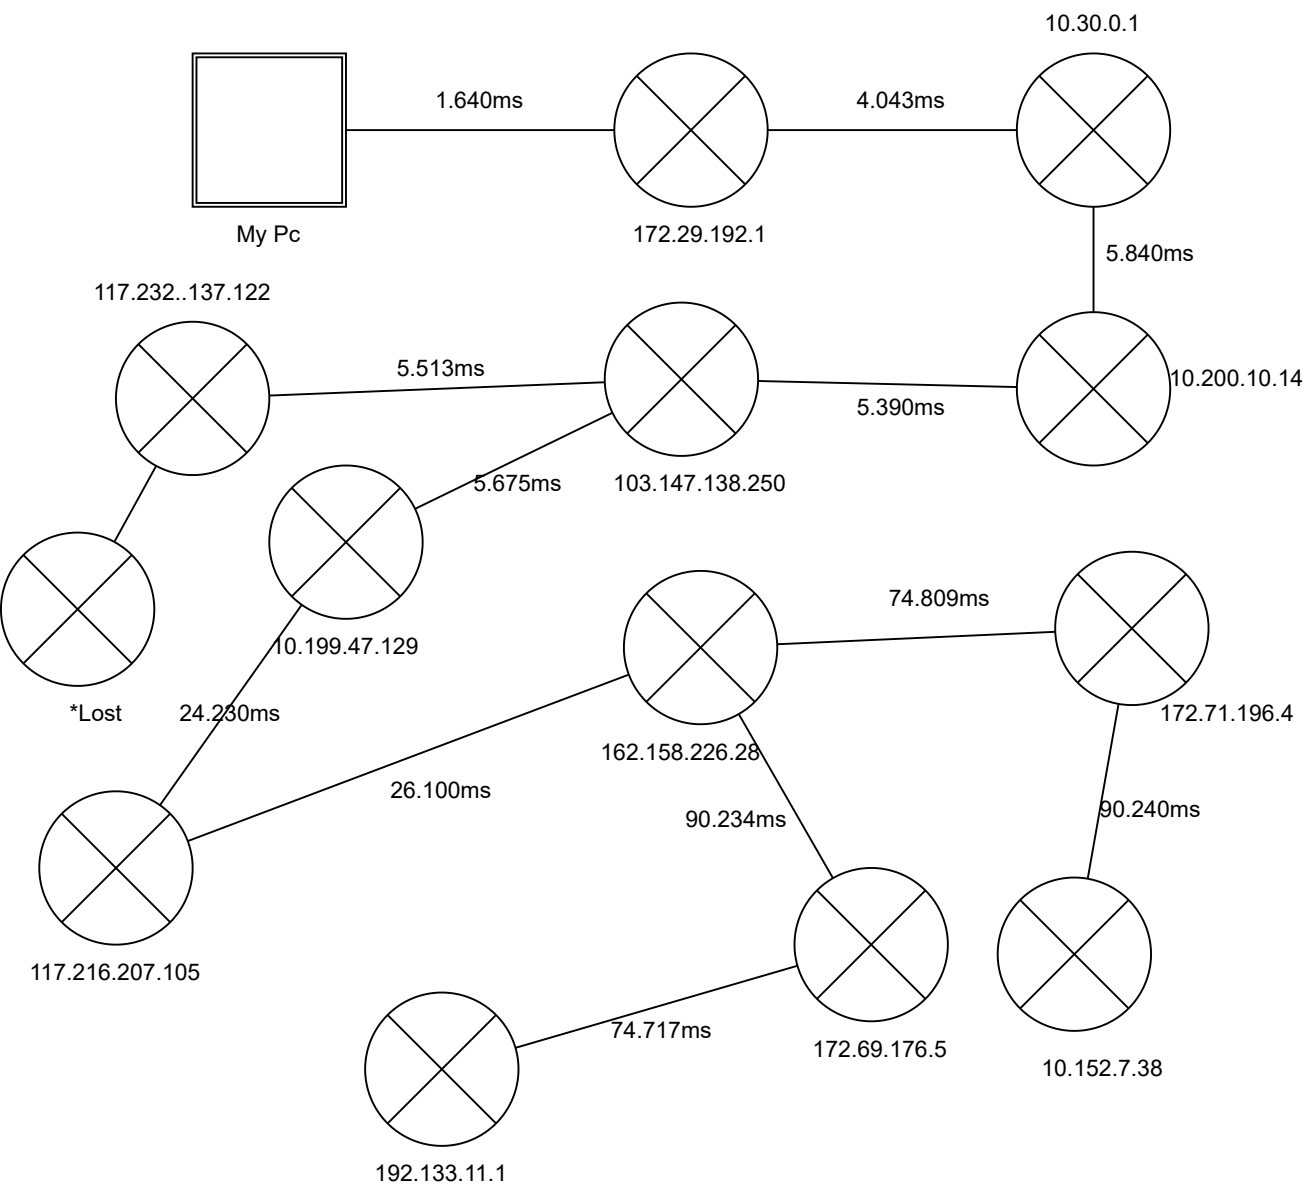 10.30.0.1
1.640ms
4.043ms
My Pc
172.29.192.1
5.840ms
117.232..137.122
5.513ms
10.200.10.14
5.390ms
5.675ms
103.147.138.250
74.809ms
10.199.47.129
*Lost
24.230ms
172.71.196.4
162.158.226.28
26.100ms
90.234ms
90.240ms
117.216.207.105
74.717ms
172.69.176.5
10.152.7.38
192.133.11.1